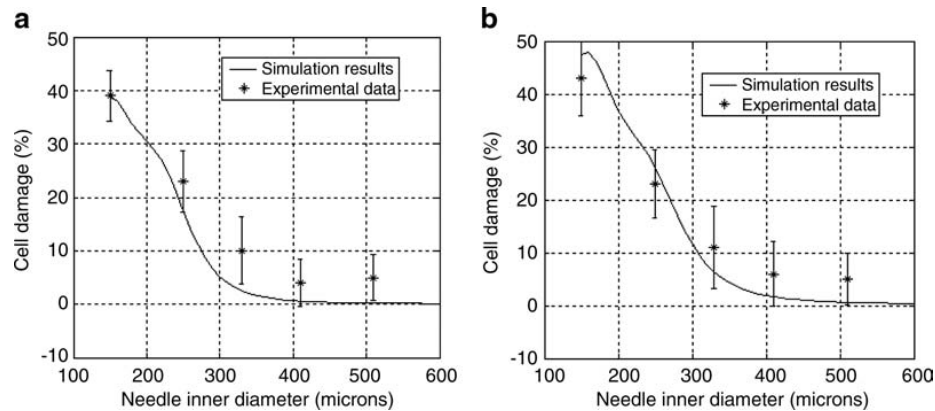 a
50
40
30
20
10
0
-10
Cell damage (%)
Simulation results
Experimental data
100 200 300 400 500 600
Needle inner diameter (microns)
b
50
40
30
20
10
0
-10
Cell damage (%)
Simulation results
Experimental data
100 200 300 400 500 600
Needle inner diameter (microns)